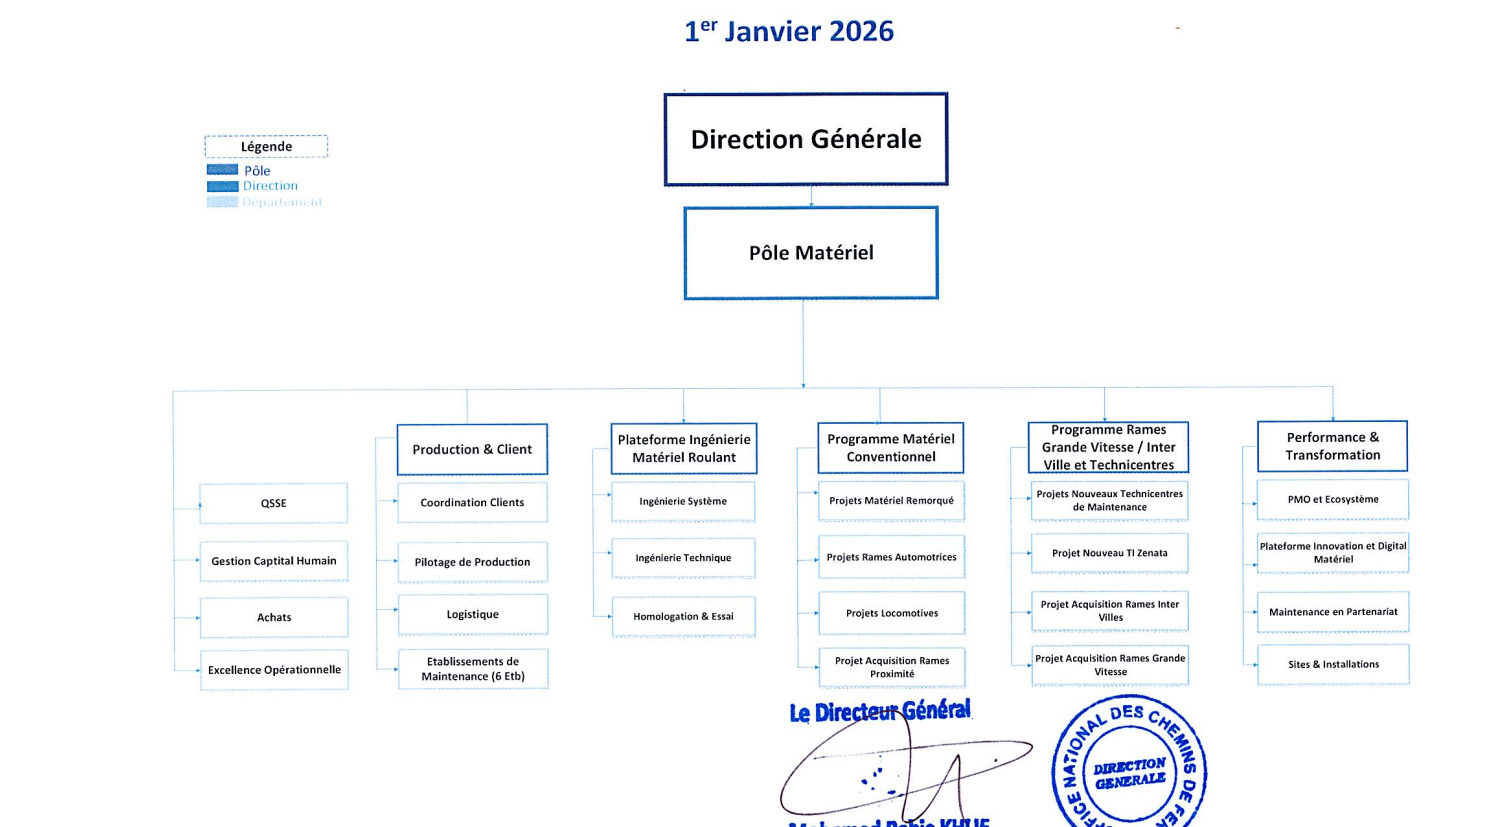 1er Janvier 2026
Direction Générale
Légende
Pôle
Direction
Département
Pôle Matériel
Production & Client
Plateforme Ingénierie
Matériel Roulant
Programme Matériel
Conventionnel
Programme Rames
Grande Vitesse / Inter
Ville et Technicentres
Performance &
Transformation
QSSE
Gestion Captital Humain
Achats
Excellence Opérationnelle
Coordination Clients
Pilotage de Production
Logistique
Etablissements de
Maintenance (6 Etb)
Ingénierie Système
Ingénierie Technique
Homologation & Essai
Projets Matériel Remorqué
Projets Rames Automotrices
Projets Locomotives
Projet Acquisition Rames
Proximité
Projets Nouveaux Technicentres
de Maintenance
Projet Nouveau TI Zenata
Projet Acquisition Rames Inter
Villes
Projet Acquisition Rames Grande
Vitesse
PMO et Ecosystème
Plateforme Innovation et Digital
Matériel
Maintenance en Partenariat
Sites & Installations
Le Directeur Général
OFFICE NATIONAL DES CHEMINS DE FER
DIRECTION
GENERALE
Mohamed